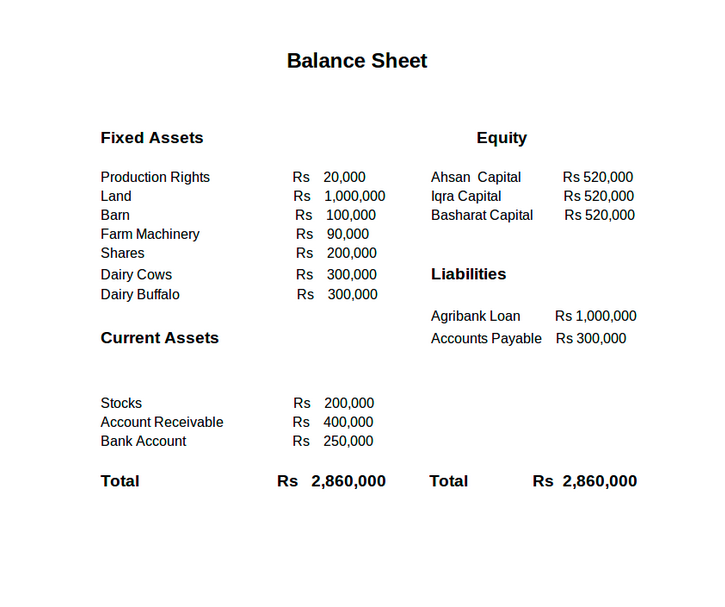 Balance Sheet
Fixed Assets
Production Rights Rs 20,000
Land Rs 1,000,000
Barn Rs 100,000
Farm Machinery Rs 90,000
Shares Rs 200,000
Dairy Cows Rs 300,000
Dairy Buffalo Rs 300,000
Current Assets
Stocks Rs 200,000
Account Receivable Rs 400,000
Bank Account Rs 250,000
Total Rs 2,860,000
Equity
Ahsan Capital Rs 520,000
Iqra Capital Rs 520,000
Basharat Capital Rs 520,000
Liabilities
Agribank Loan Rs 1,000,000
Accounts Payable Rs 300,000
Total Rs 2,860,000